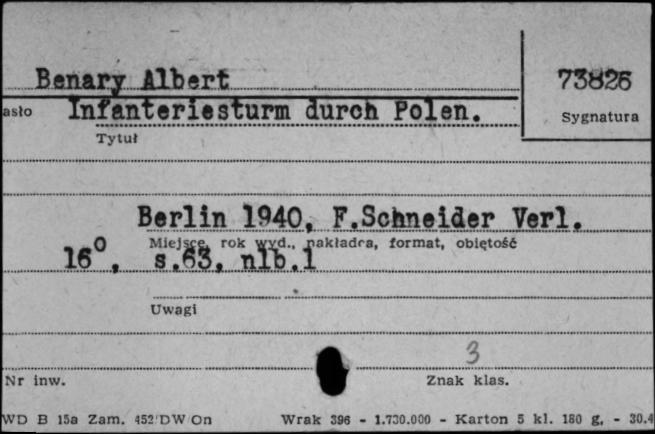 Benary Albert
73826
asło Infanteriesturm durch Polen.
Sygnatura
Tytuł
Berlin 1940, F.Schneider Verl.
Miejsce, rok wyd., nakładca, format, objętość
16⁰, s.63, nlb.1
Uwagi
3
Nr inw.
Znak klas.
WD B 15a Zam. 452/DW/On Wrak 396 - 1.730.000 - Karton 5 kl. 180 g. - 30.4